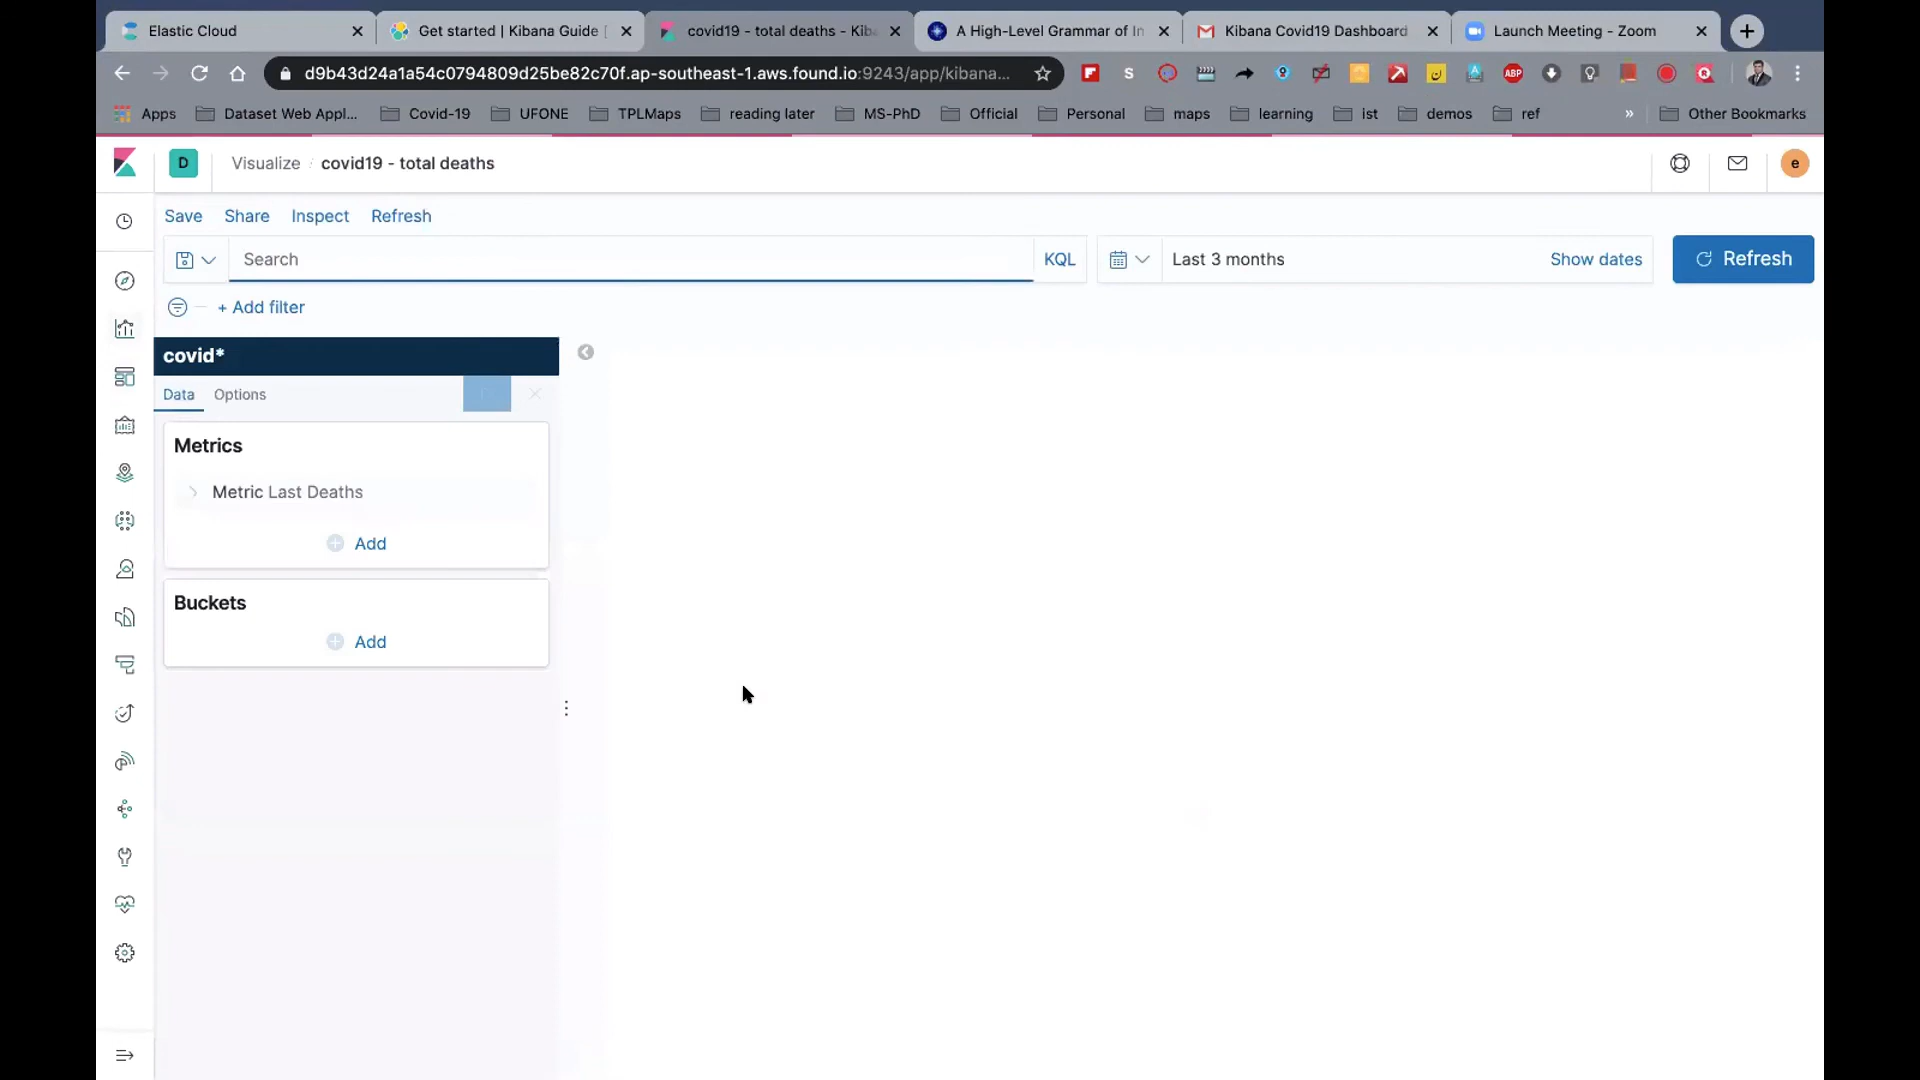 Elastic Cloud
Get started | Kibana Guide [
covid19 - total deaths - Kiba
A High-Level Grammar of In
Kibana Covid19 Dashboard
Launch Meeting - Zoom
d9b43d24a1a54c0794809d25be82c70f.ap-southeast-1.aws.found.io:9243/app/kibana...
S
ABP
Apps
Dataset Web Appl...
Covid-19
UFONE
TPLMaps
reading later
MS-PhD
Official
Personal
maps
learning
ist
demos
ref
»
Other Bookmarks
D
Visualize / covid19 - total deaths
e
Save
Share
Inspect
Refresh
Search
KQL
Last 3 months
Show dates
Refresh
+ Add filter
covid*
Data
Options
Metrics
Metric Last Deaths
Add
Buckets
Add